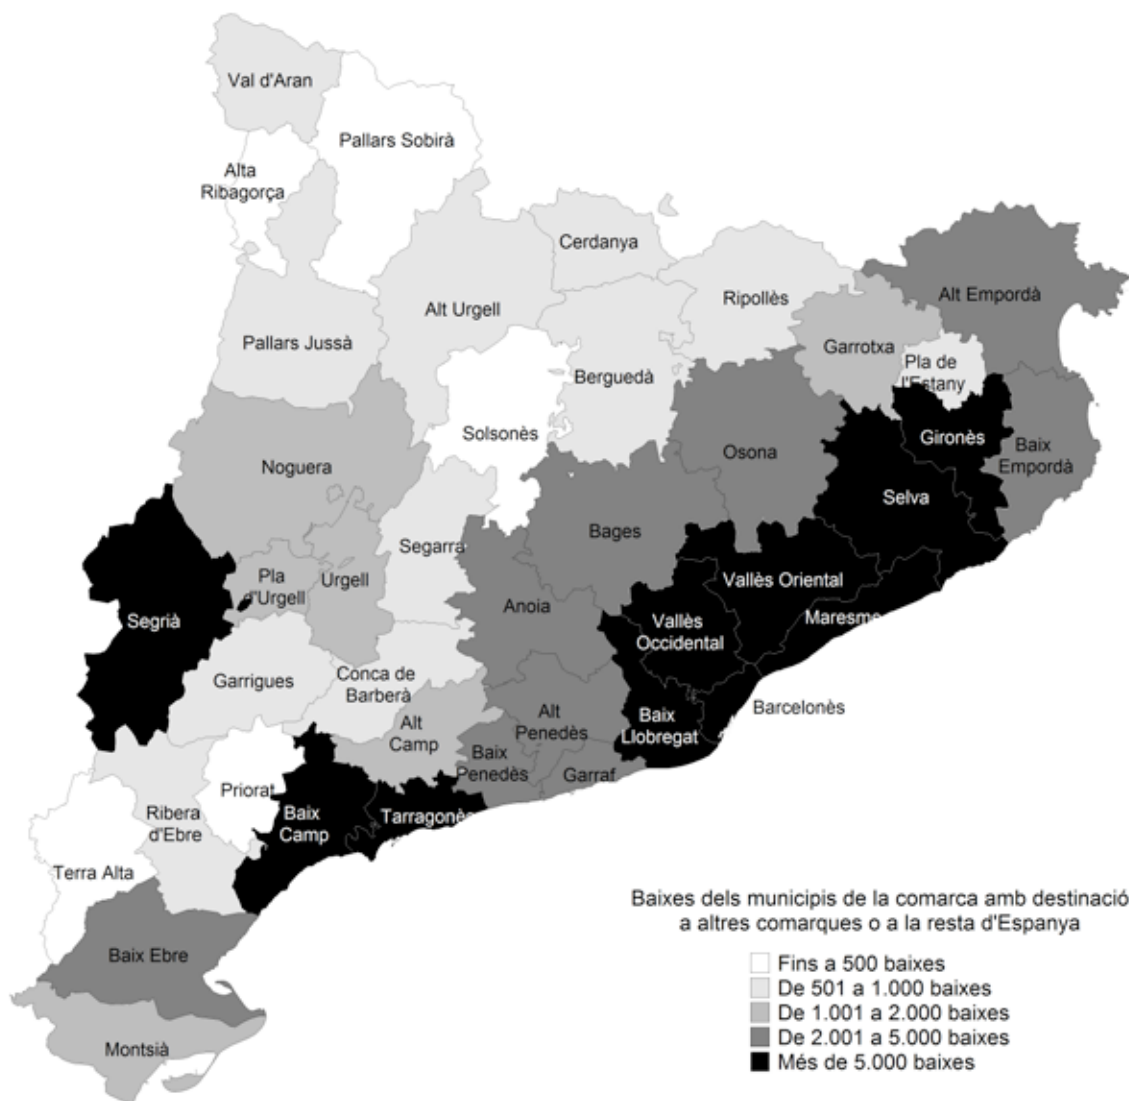 Val d'Aran
Pallars Sobirà
Alta
Ribagorça
Cerdanya
Ripollès
Alt Empordà
Alt Urgell
Pallars Jussà
Garrotxa
Pla de
l'Estany
Berguedà
Solsonès
Gironès
Baix
Empordà
Osona
Noguera
Selva
Bages
Segarra
Pla
d'Urgell
Urgell
Vallès Oriental
Anoia
Segrià
Vallès
Occidental
Maresme
Garrigues
Conca de
Barberà
Barcelonès
Alt
Penedès
Baix
Llobregat
Alt
Camp
Baix
Penedès
Garraf
Priorat
Ribera
d'Ebre
Baix
Camp
Tarragonès
Terra Alta
Baix Ebre
Montsià
Baixes dels municipis de la comarca amb destinació
a altres comarques o a la resta d'Espanya
Fins a 500 baixes
De 501 a 1.000 baixes
De 1.001 a 2.000 baixes
De 2.001 a 5.000 baixes
Més de 5.000 baixes